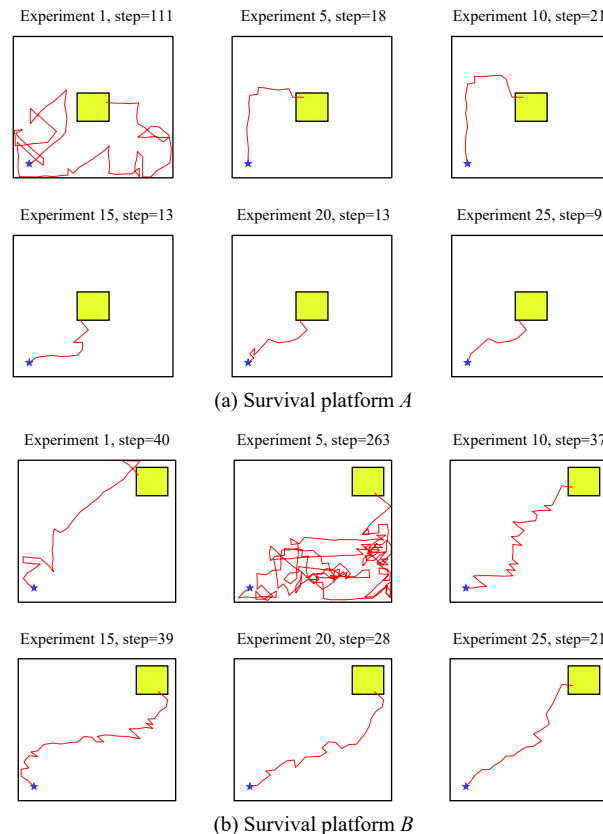 Experiment 1, step=111
Experiment 5, step=18
Experiment 10, step=21
Experiment 15, step=13
Experiment 20, step=13
Experiment 25, step=9
(a) Survival platform A
Experiment 1, step=40
Experiment 5, step=263
Experiment 10, step=37
Experiment 15, step=39
Experiment 20, step=28
Experiment 25, step=21
(b) Survival platform B